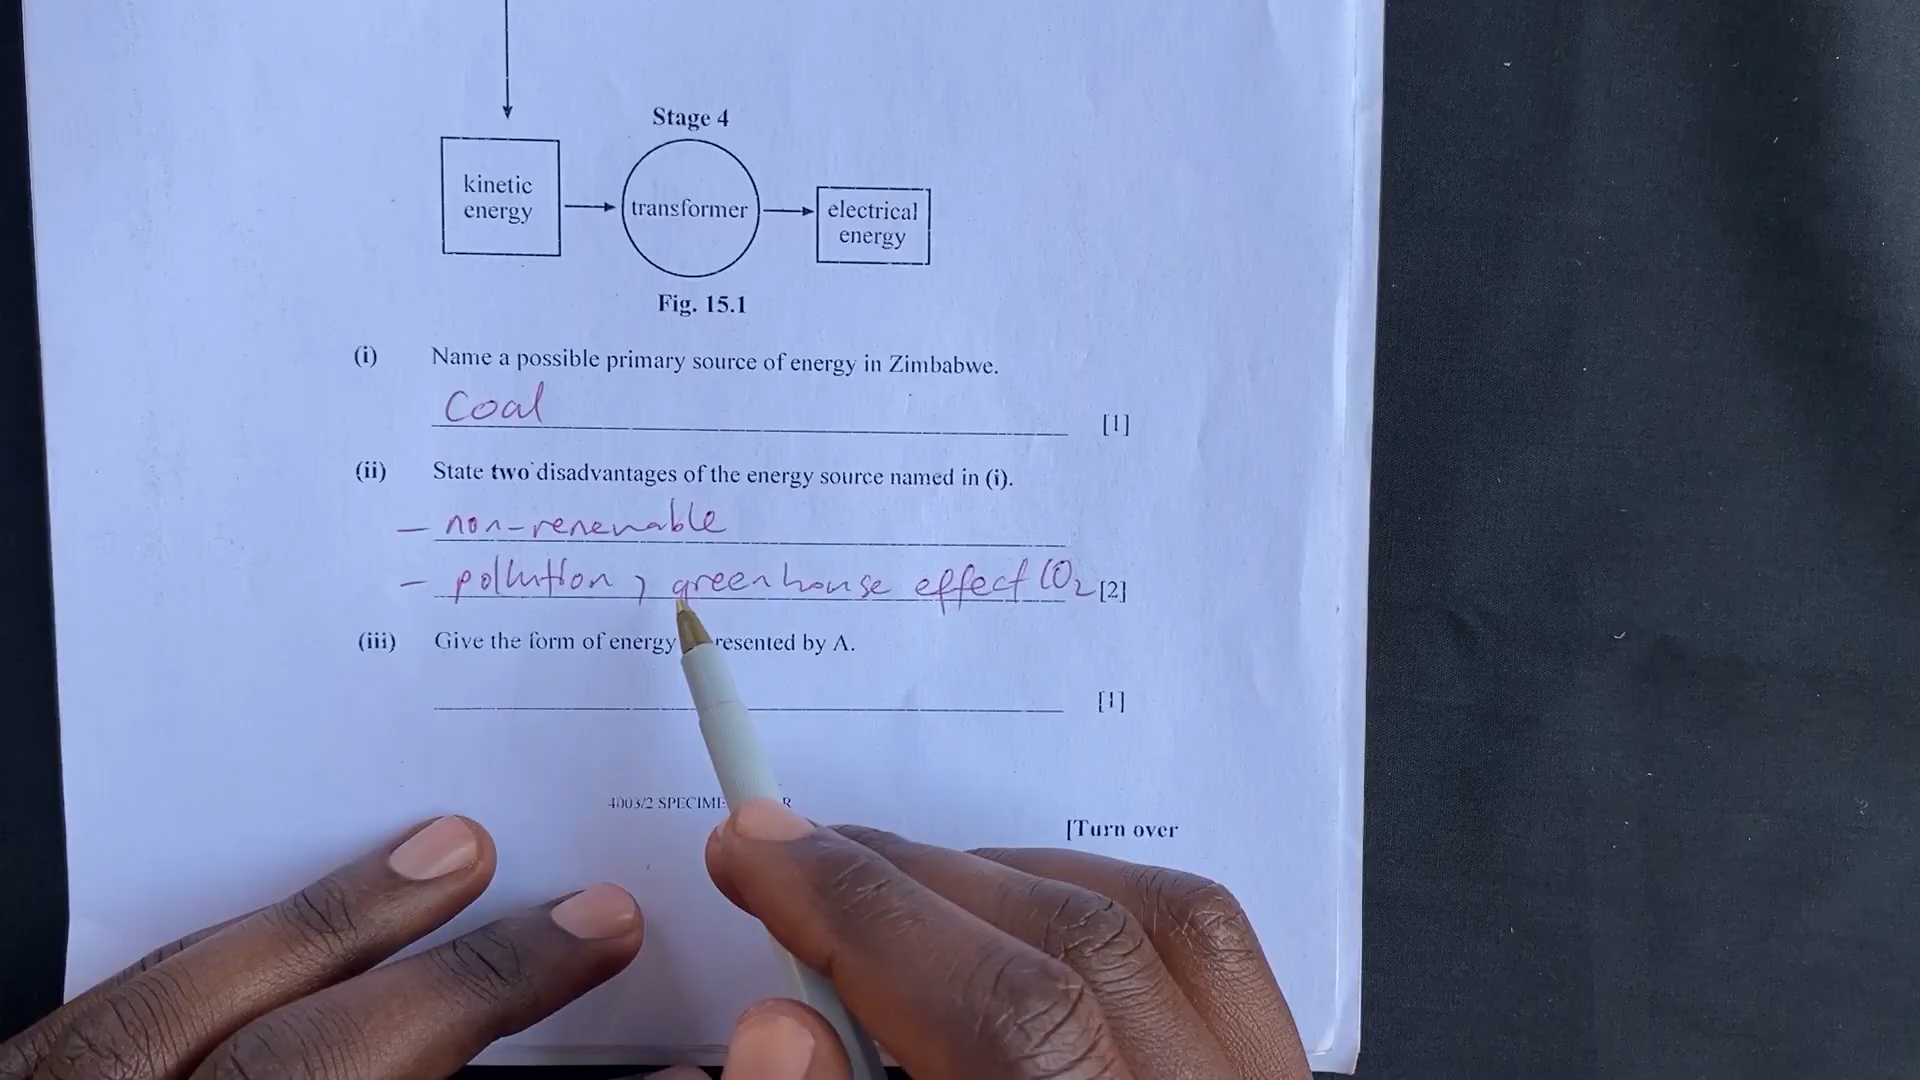 Stage 4
kinetic
energy
transformer
electrical
energy
Fig. 15.1
(i) Name a possible primary source of energy in Zimbabwe.
Coal
[1]
(ii) State two disadvantages of the energy source named in (i).
- non-renewable
- pollution, greenhouse effect CO2 [2]
(iii) Give the form of energy resented by A.
[1]
4003/2 SPECIME R
[Turn over